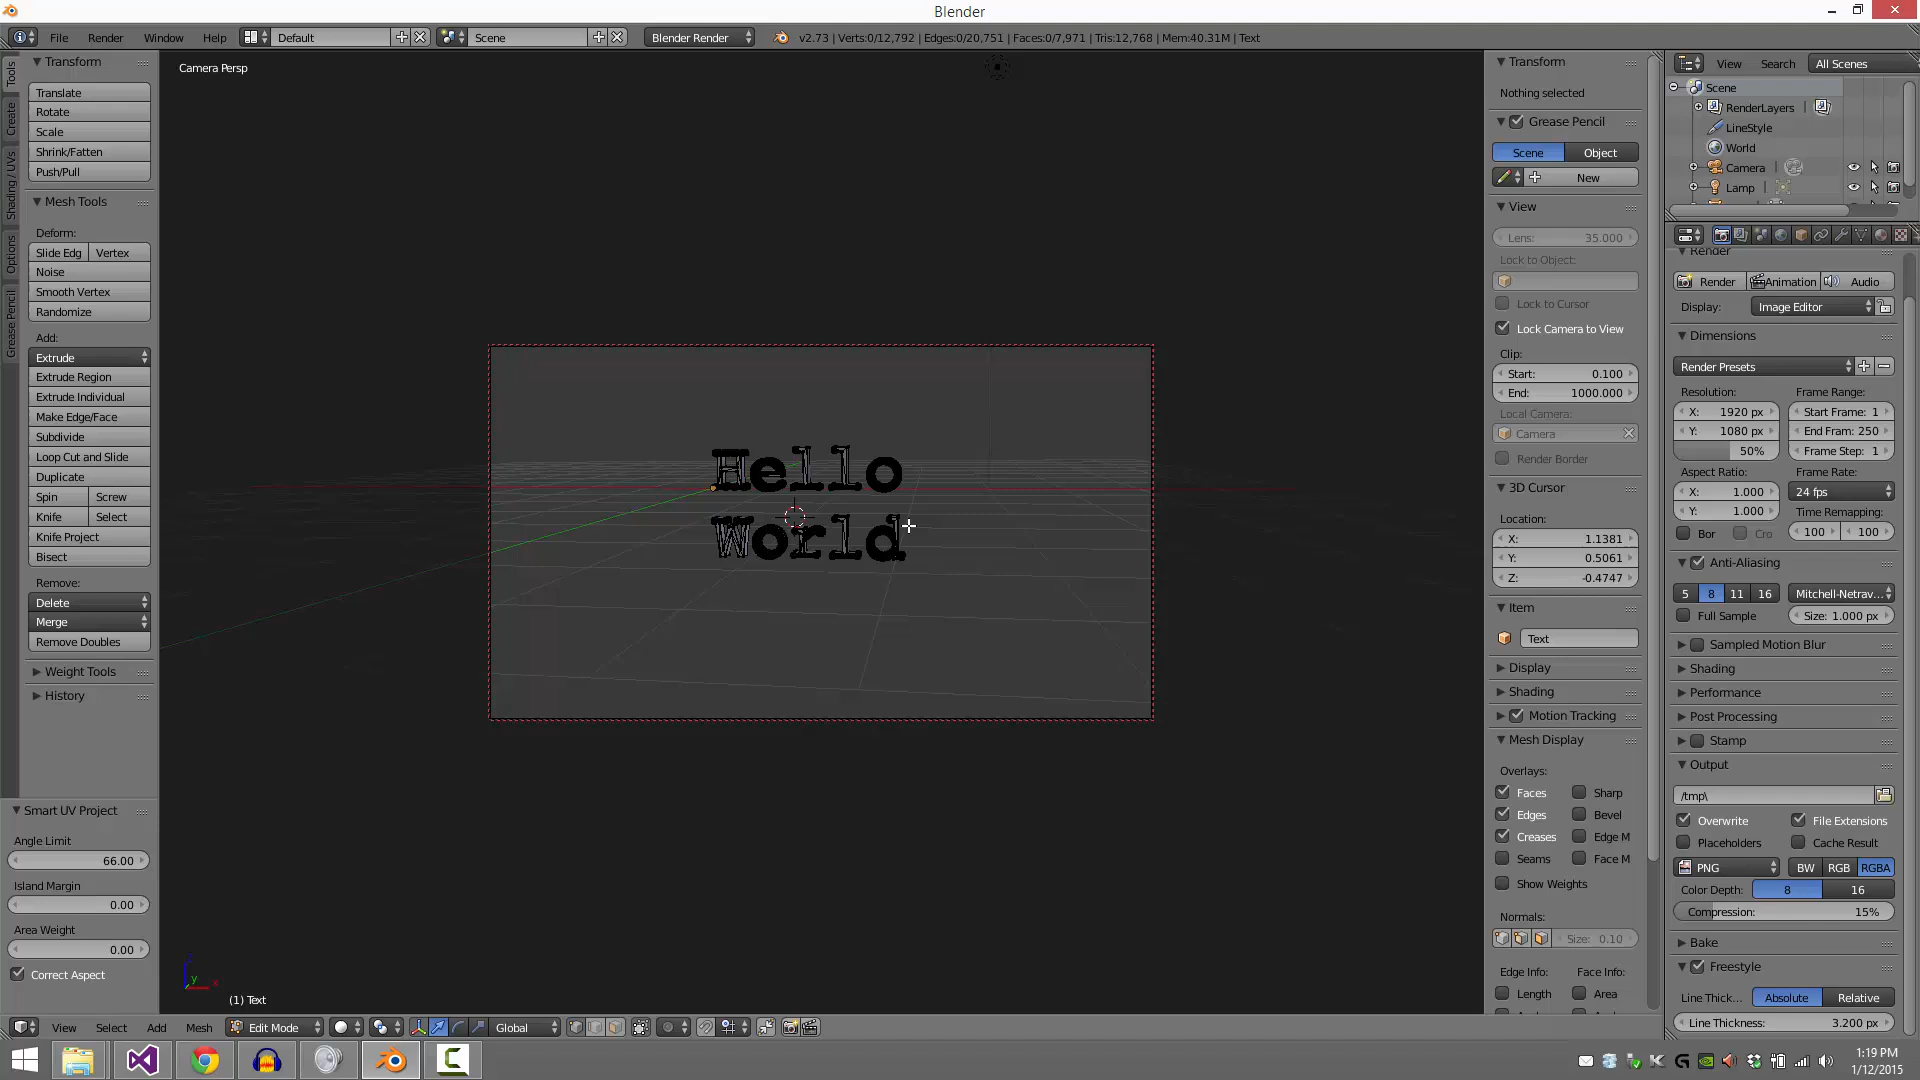 Blender
File Render Window Help Default Scene Blender Render v2.73 | Verts:0/12,792 | Edges:0/20,751 | Faces:0/7,971 | Tris:12,768 | Mem:40.31M | Text
Tools
Create
Shading / UVs
Options
Grease Pencil
Transform
Translate
Rotate
Scale
Shrink/Fatten
Push/Pull
Mesh Tools
Deform:
Slide Edg Vertex
Noise
Smooth Vertex
Randomize
Add:
Extrude
Extrude Region
Extrude Individual
Make Edge/Face
Subdivide
Loop Cut and Slide
Duplicate
Spin Screw
Knife Select
Knife Project
Bisect
Remove:
Delete
Merge
Remove Doubles
Weight Tools
History
Smart UV Project
Angle Limit
66.00
Island Margin
0.00
Area Weight
0.00
Correct Aspect
Camera Persp
Hello
World
y x
(1) Text
View Select Add Mesh Edit Mode Global
Transform
Nothing selected
Grease Pencil
Scene Object
New
View
Lens: 35.000
Lock to Object:
Lock to Cursor
Lock Camera to View
Clip:
Start: 0.100
End: 1000.000
Local Camera:
Camera
Render Border
3D Cursor
Location:
X: 1.1381
Y: 0.5061
Z: -0.4747
Item
Text
Display
Shading
Motion Tracking
Mesh Display
Overlays:
Faces Sharp
Edges Bevel
Creases Edge M
Seams Face M
Show Weights
Normals:
Size: 0.10
Edge Info: Face Info:
Length Area
View Search All Scenes
Scene
RenderLayers
LineStyle
World
Camera
Lamp
Render
Render Animation Audio
Display: Image Editor
Dimensions
Render Presets
Resolution: Frame Range:
X: 1920 px Start Frame: 1
Y: 1080 px End Fram: 250
50% Frame Step: 1
Aspect Ratio: Frame Rate:
X: 1.000 24 fps
Y: 1.000 Time Remapping:
Bor Cro 100 100
Anti-Aliasing
5 8 11 16 Mitchell-Netrav...
Full Sample Size: 1.000 px
Sampled Motion Blur
Shading
Performance
Post Processing
Stamp
Output
/tmp\
Overwrite File Extensions
Placeholders Cache Result
PNG BW RGB RGBA
Color Depth: 8 16
Compression: 15%
Bake
Freestyle
Line Thick... Absolute Relative
Line Thickness: 3.200 px
1:19 PM
1/12/2015